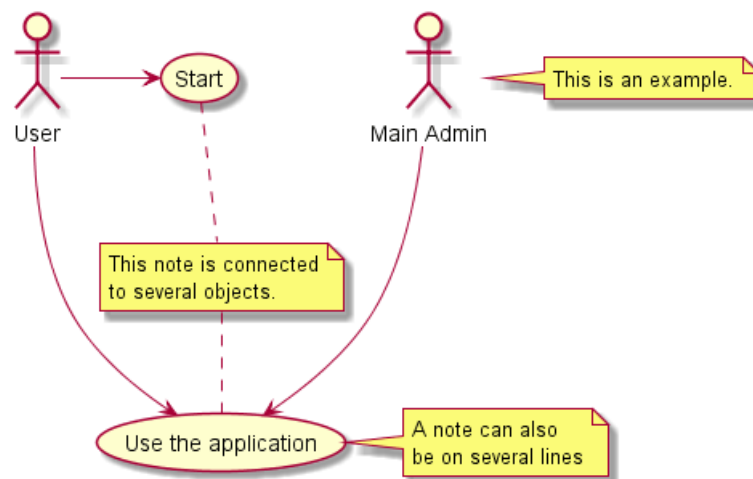 Start
This is an example.
User
Main Admin
This note is connected
to several objects.
Use the application
A note can also
be on several lines